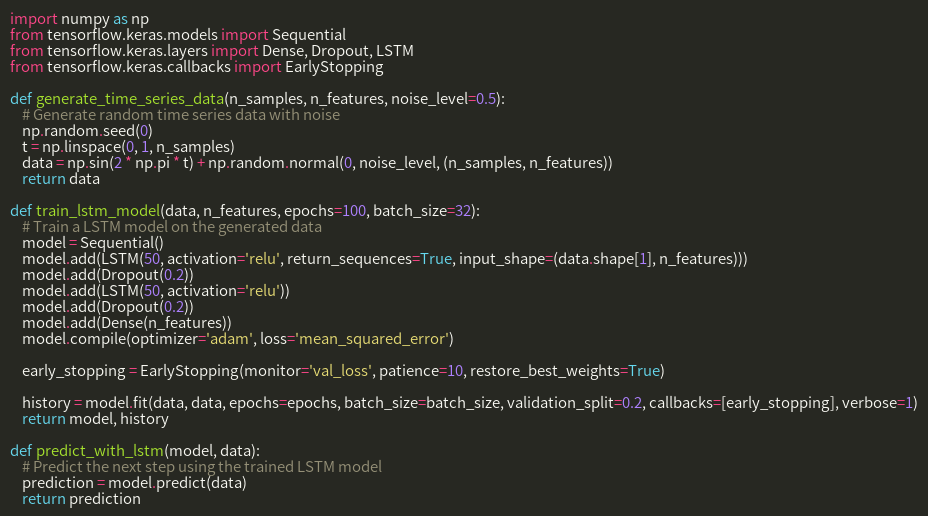 import numpy as np
from tensorflow.keras.models import Sequential
from tensorflow.keras.layers import Dense, Dropout, LSTM
from tensorflow.keras.callbacks import EarlyStopping

def generate_time_series_data(n_samples, n_features, noise_level=0.5):
    # Generate random time series data with noise
    np.random.seed(0)
    t = np.linspace(0, 1, n_samples)
    data = np.sin(2 * np.pi * t) + np.random.normal(0, noise_level, (n_samples, n_features))
    return data

def train_lstm_model(data, n_features, epochs=100, batch_size=32):
    # Train a LSTM model on the generated data
    model = Sequential()
    model.add(LSTM(50, activation='relu', return_sequences=True, input_shape=(data.shape[1], n_features)))
    model.add(Dropout(0.2))
    model.add(LSTM(50, activation='relu'))
    model.add(Dropout(0.2))
    model.add(Dense(n_features))
    model.compile(optimizer='adam', loss='mean_squared_error')

    early_stopping = EarlyStopping(monitor='val_loss', patience=10, restore_best_weights=True)

    history = model.fit(data, data, epochs=epochs, batch_size=batch_size, validation_split=0.2, callbacks=[early_stopping], verbose=1)
    return model, history

def predict_with_lstm(model, data):
    # Predict the next step using the trained LSTM model
    prediction = model.predict(data)
    return prediction